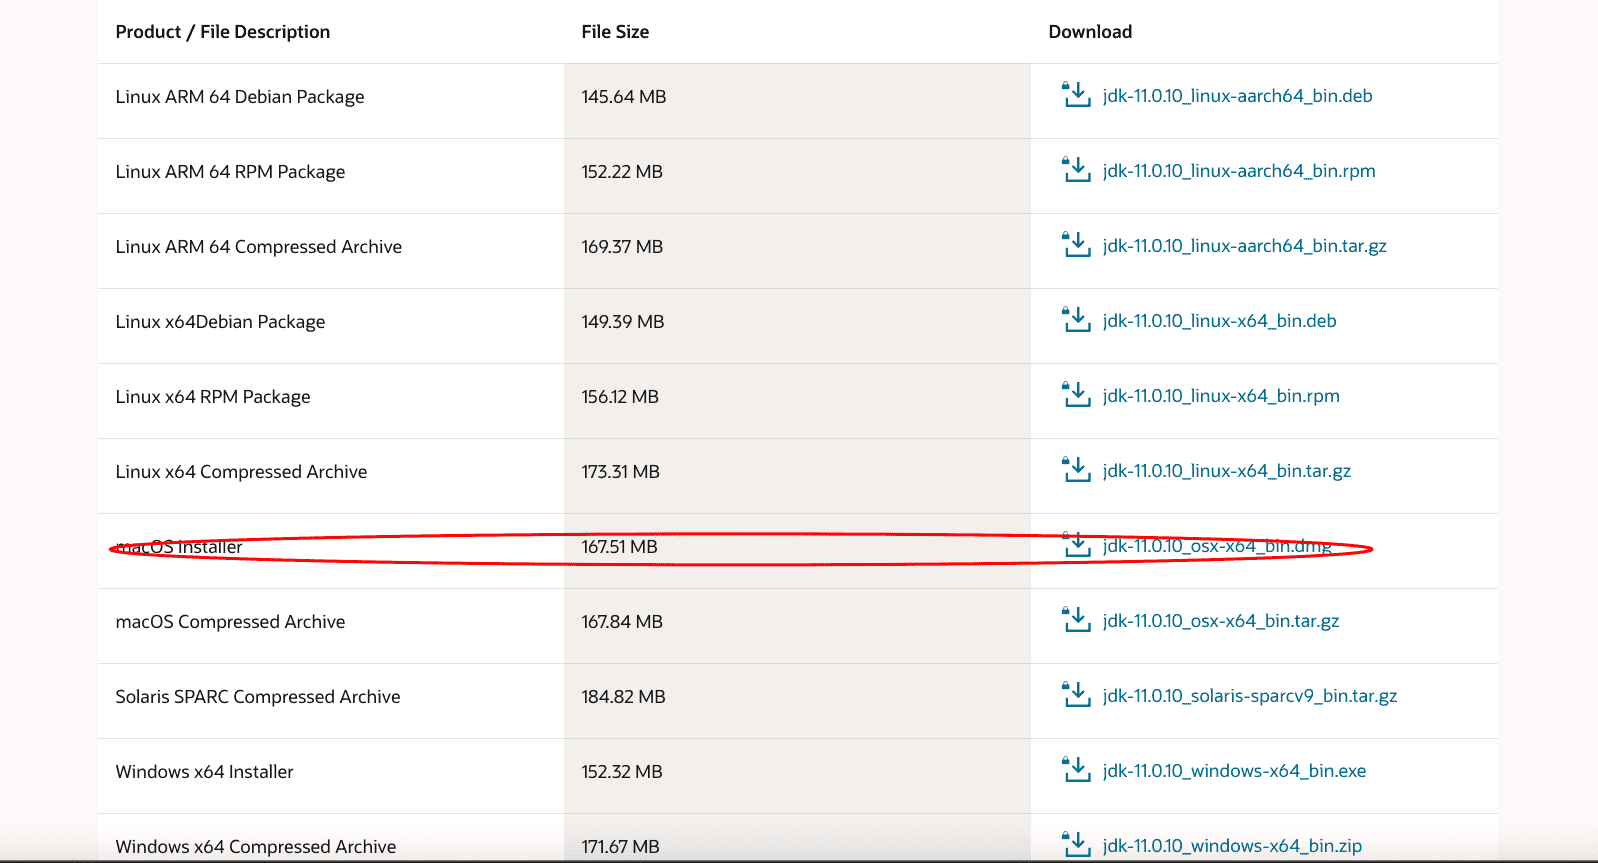 Product / File Description File Size Download
Linux ARM 64 Debian Package 145.64 MB jdk-11.0.10_linux-aarch64_bin.deb
Linux ARM 64 RPM Package 152.22 MB jdk-11.0.10_linux-aarch64_bin.rpm
Linux ARM 64 Compressed Archive 169.37 MB jdk-11.0.10_linux-aarch64_bin.tar.gz
Linux x64Debian Package 149.39 MB jdk-11.0.10_linux-x64_bin.deb
Linux x64 RPM Package 156.12 MB jdk-11.0.10_linux-x64_bin.rpm
Linux x64 Compressed Archive 173.31 MB jdk-11.0.10_linux-x64_bin.tar.gz
macOS Installer 167.51 MB jdk-11.0.10_osx-x64_bin.dmg
macOS Compressed Archive 167.84 MB jdk-11.0.10_osx-x64_bin.tar.gz
Solaris SPARC Compressed Archive 184.82 MB jdk-11.0.10_solaris-sparcv9_bin.tar.gz
Windows x64 Installer 152.32 MB jdk-11.0.10_windows-x64_bin.exe
Windows x64 Compressed Archive 171.67 MB jdk-11.0.10_windows-x64_bin.zip